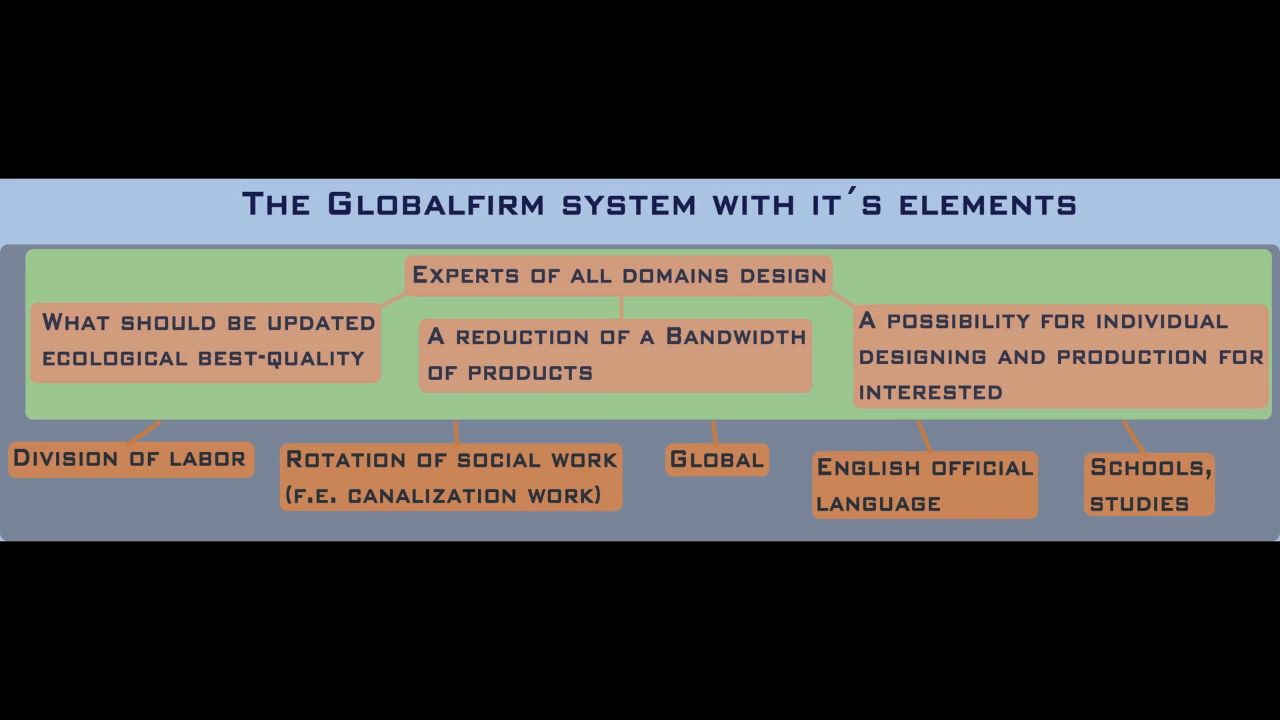 The Globalfirm system with it´s elements
Experts of all domains design
What should be updated
ecological best-quality
A reduction of a Bandwidth
of products
A possibility for individual
designing and production for
interested
Division of labor
Rotation of social work
(f.e. canalization work)
Global
English official
language
Schools,
studies